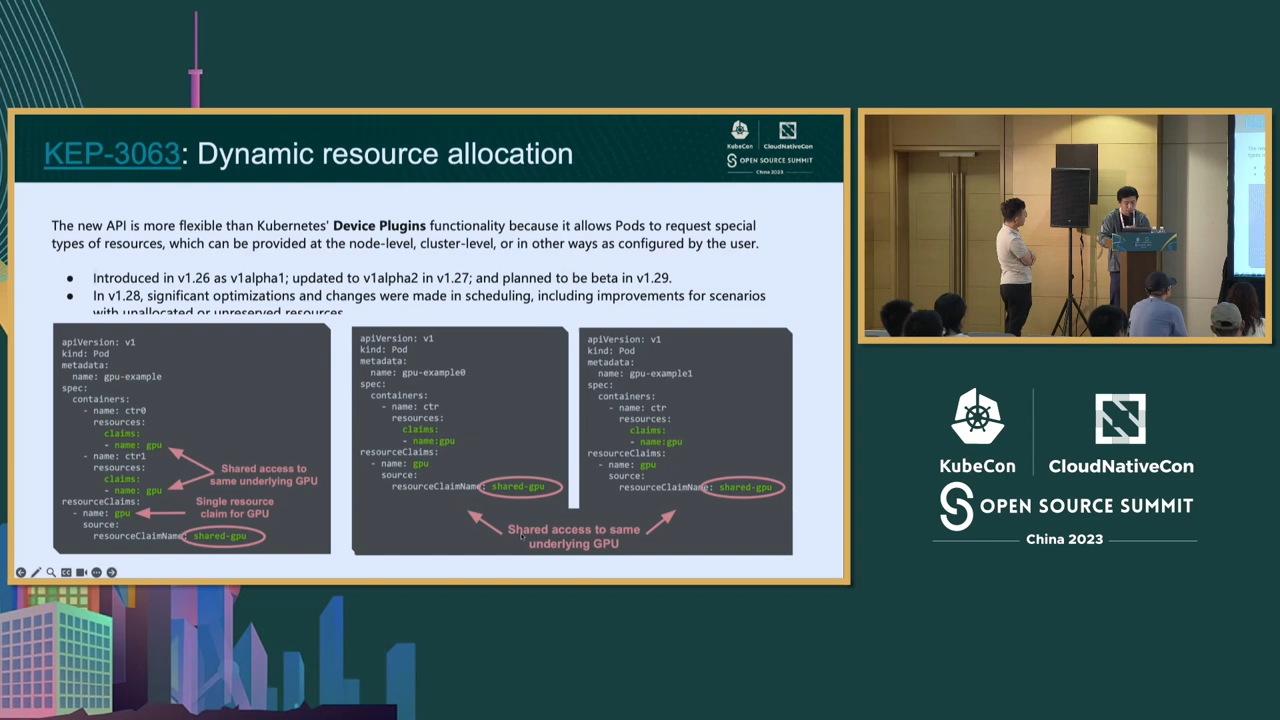 KEP-3063: Dynamic resource allocation
KubeCon
CloudNativeCon
OPEN SOURCE SUMMIT
China 2023
The new API is more flexible than Kubernetes' Device Plugins functionality because it allows Pods to request special
types of resources, which can be provided at the node-level, cluster-level, or in other ways as configured by the user.
● Introduced in v1.26 as v1alpha1; updated to v1alpha2 in v1.27; and planned to be beta in v1.29.
● In v1.28, significant optimizations and changes were made in scheduling, including improvements for scenarios
with unallocated or unreserved resources
apiVersion: v1
kind: Pod
metadata:
name: gpu-example
spec:
containers:
- name: ctr0
resources:
claims:
- name: gpu
- name: ctr1
resources:
claims:
- name: gpu
resourceClaims:
- name: gpu
source:
resourceClaimName: shared-gpu
Shared access to
same underlying GPU
Single resource
claim for GPU
apiVersion: v1
kind: Pod
metadata:
name: gpu-example0
spec:
containers:
- name: ctr
resources:
claims:
- name:gpu
resourceClaims:
- name: gpu
source:
resourceClaimName: shared-gpu
apiVersion: v1
kind: Pod
metadata:
name: gpu-example1
spec:
containers:
- name: ctr
resources:
claims:
- name:gpu
resourceClaims:
- name: gpu
source:
resourceClaimName: shared-gpu
Shared access to same
underlying GPU
KubeCon
CloudNativeCon
OPEN SOURCE SUMMIT
China 2023